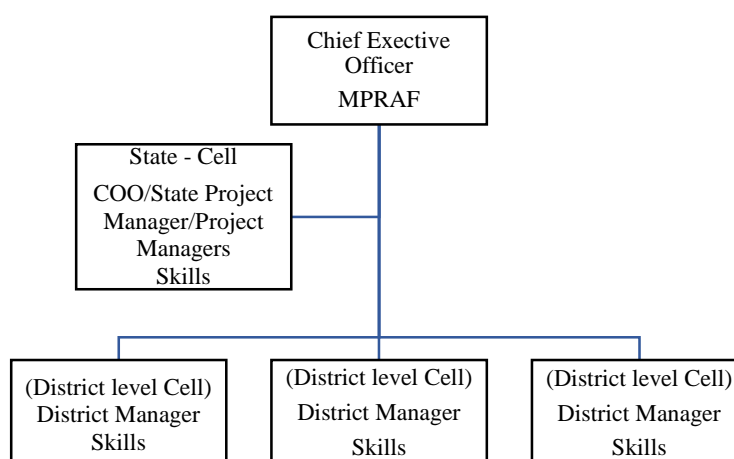 Chief Exective
Officer
MPRAF
State - Cell
COO/State Project
Manager/Project
Managers
Skills
(District level Cell)
District Manager
Skills
(District level Cell)
District Manager
Skills
(District level Cell)
District Manager
Skills